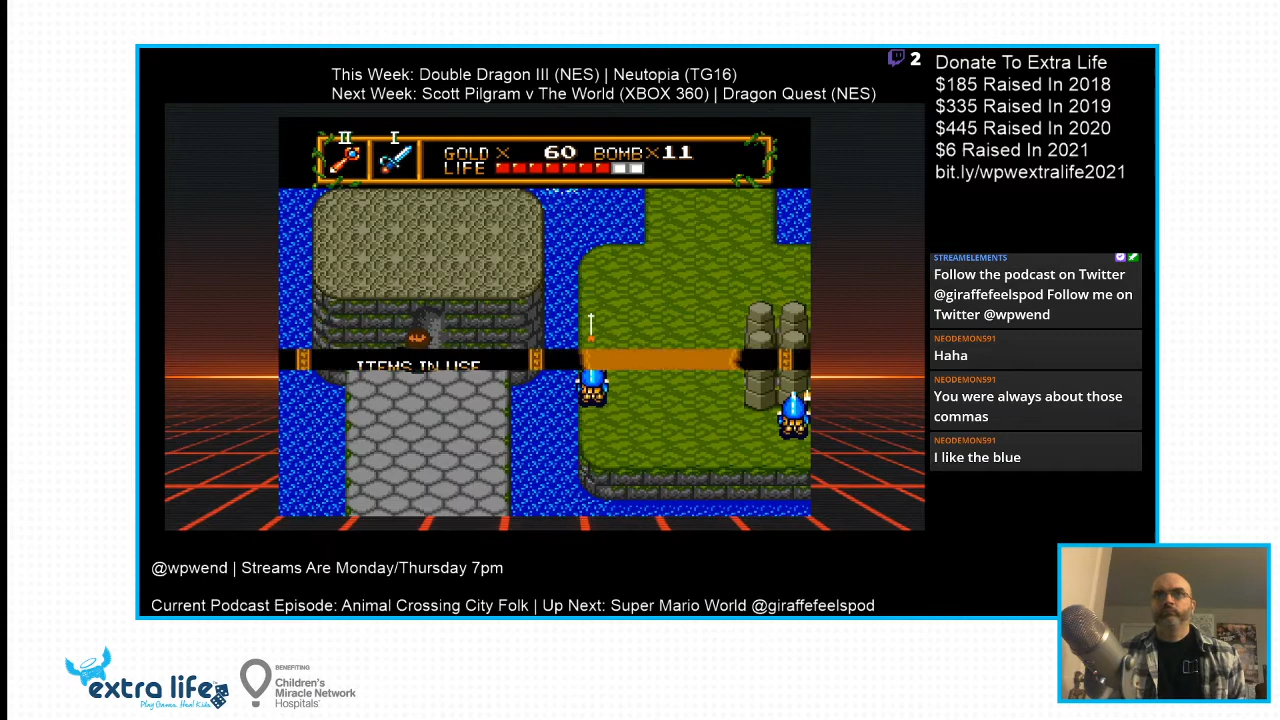 This Week: Double Dragon III (NES) | Neutopia (TG16)
Next Week: Scott Pilgram v The World (XBOX 360) | Dragon Quest (NES)
2
Donate To Extra Life
$185 Raised In 2018
$335 Raised In 2019
$445 Raised In 2020
$6 Raised In 2021
bit.ly/wpwextralife2021
II
I
GOLD × 60 BOMB×11
LIFE
ITEMS IN USE
STREAMELEMENTS
Follow the podcast on Twitter
@giraffefeelspod Follow me on
Twitter @wpwend
NEODEMON591
Haha
NEODEMON591
You were always about those
commas
NEODEMON591
I like the blue
@wpwend | Streams Are Monday/Thursday 7pm
Current Podcast Episode: Animal Crossing City Folk | Up Next: Super Mario World @giraffefeelspod
extra life
Play Games. Heal Kids.
BENEFITING
Children's
Miracle Network
Hospitals